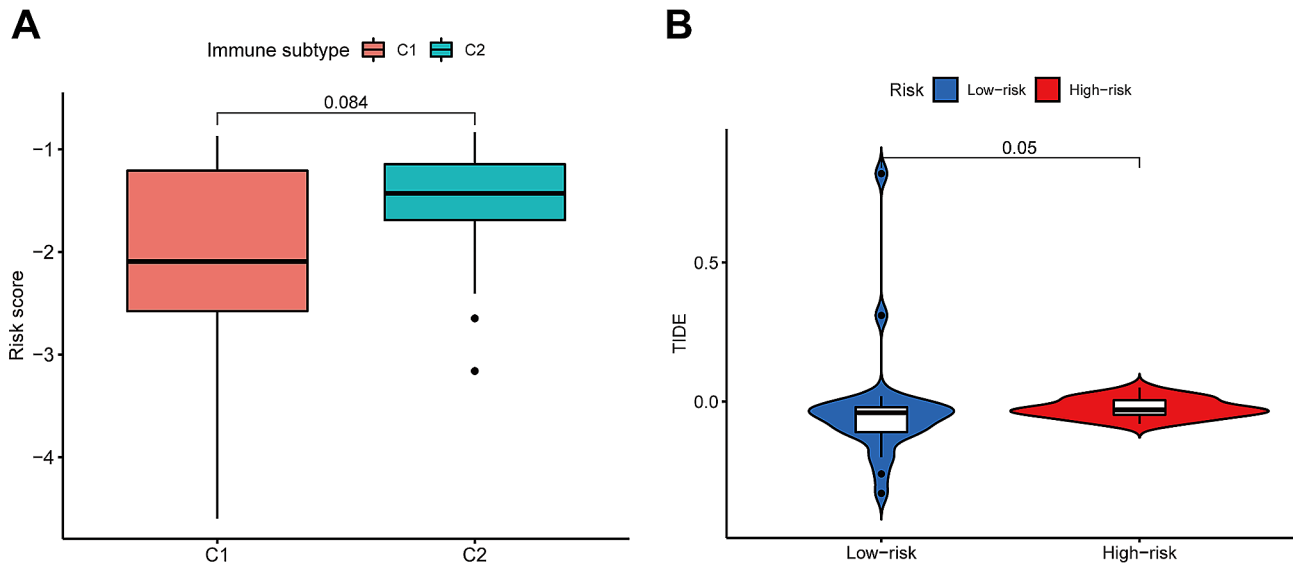 A
Immune subtype C1 C2
0.084
Risk score
−1
−2
−3
−4
C1 C2
B
Risk Low−risk High−risk
0.05
TIDE
0.5
0.0
Low−risk High−risk